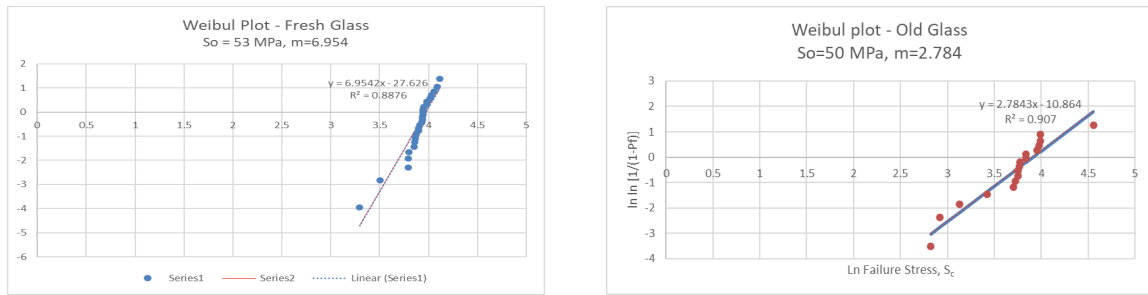 Weibul Plot - Fresh Glass
So = 53 MPa, m=6.954
2
1
0
-1
-2
-3
-4
-5
-6
0 0.5 1 1.5 2 2.5 3 3.5 4 4.5 5
y = 6.9542x - 27.626
R² = 0.8876
Series1 Series2 Linear (Series1)
Weibul plot - Old Glass
So=50 MPa, m=2.784
3
2
1
0
-1
-2
-3
-4
0 0.5 1 1.5 2 2.5 3 3.5 4 4.5 5
y = 2.7843x - 10.864
R² = 0.907
ln ln [1/(1-Pf)]
Ln Failure Stress, Sc